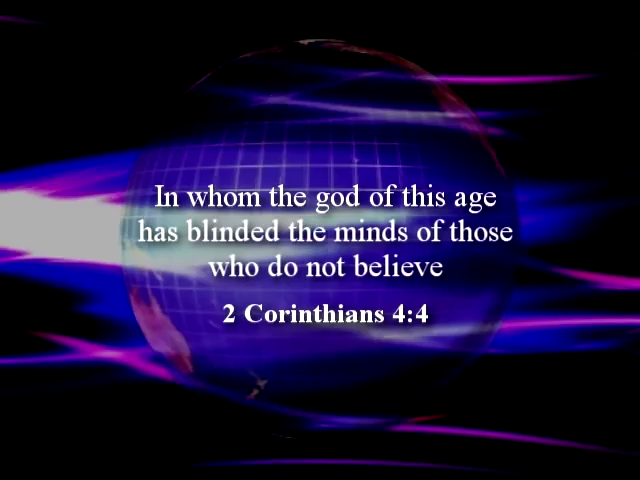 In whom the god of this age
has blinded the minds of those
who do not believe
2 Corinthians 4:4